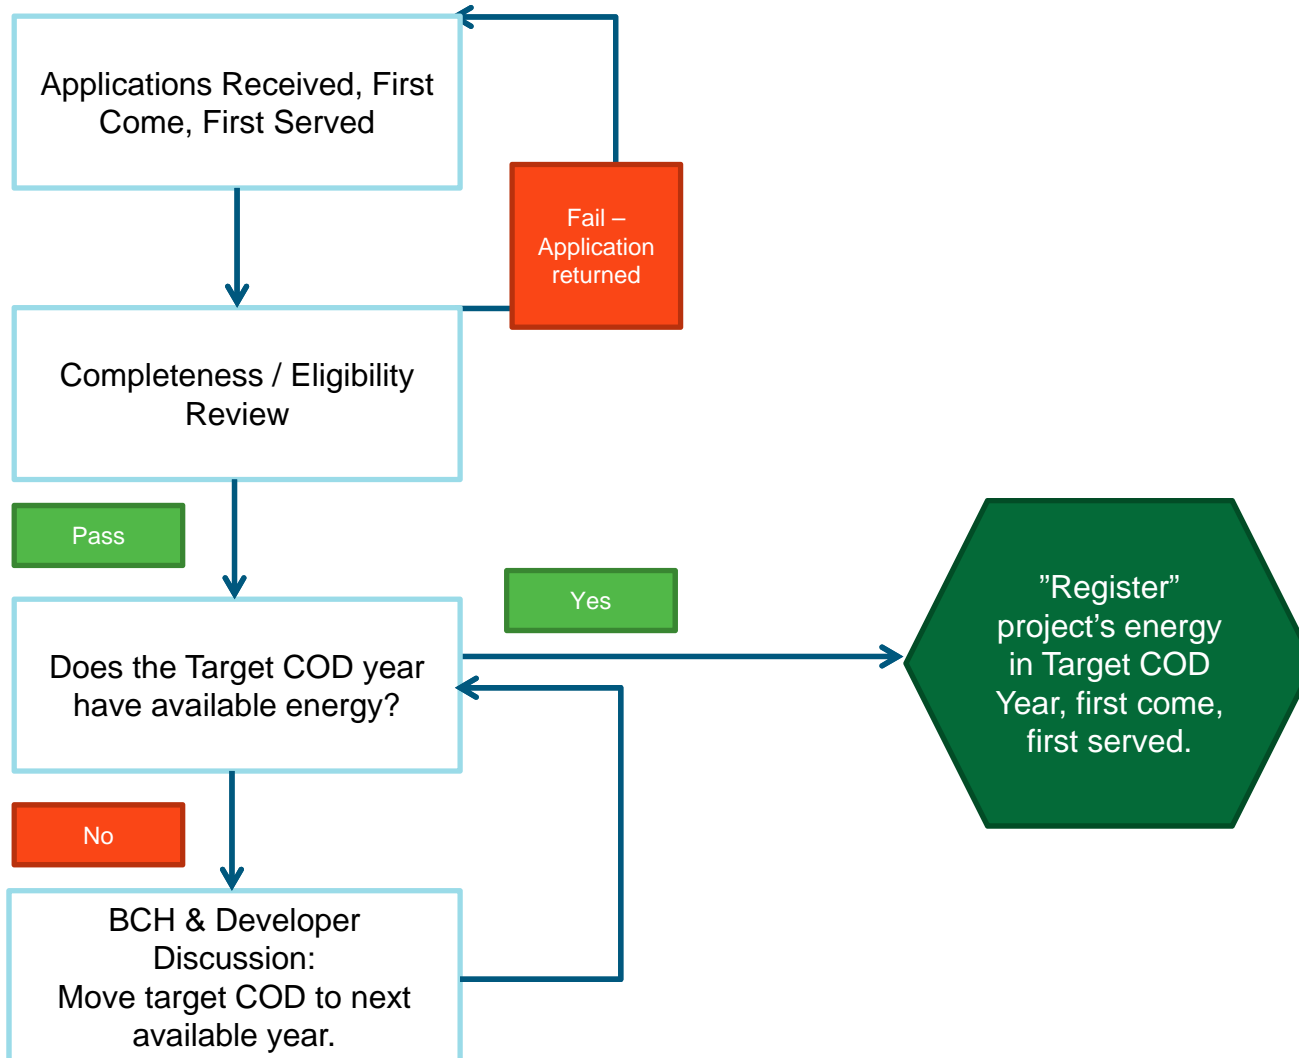 Applications Received, First
Come, First Served
Fail –
Application
returned
Completeness / Eligibility
Review
Pass
Yes
Does the Target COD year
have available energy?
”Register”
project’s energy
in Target COD
Year, first come,
first served.
No
BCH & Developer
Discussion:
Move target COD to next
available year.